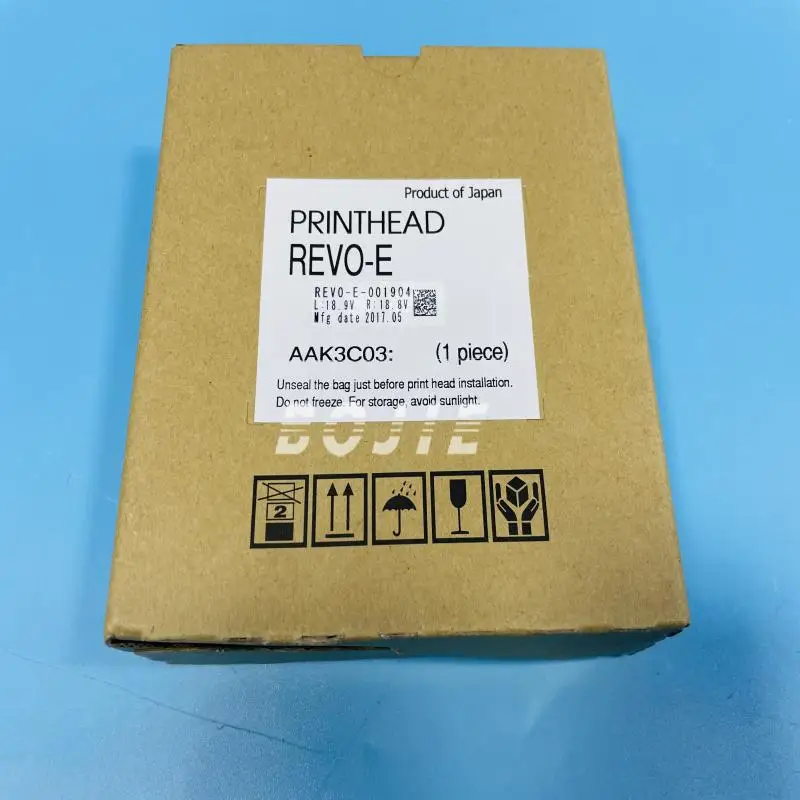 Product of Japan
PRINTHEAD
REVO-E
REVO-E-001904
L:18.9V R:18.8V
Mfg date 2017.05
AAK3C03: (1 piece)
Unseal the bag just before print head installation.
Do not freeze. For storage, avoid sunlight.
BOJIE
2